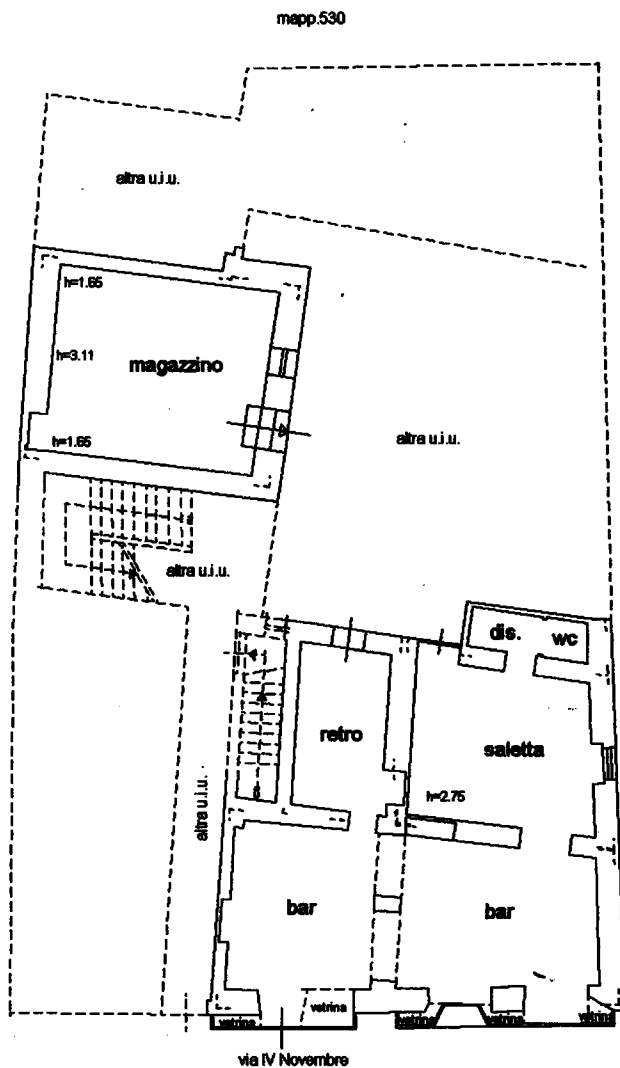 mapp.530
altra u.i.u.
h=1.65
h=3.11
magazzino
h=1.65
altra u.i.u.
altra u.i.u.
dis.
wc
retro
saletta
altra u.i.u.
h=2.75
bar
bar
vetrina
vetrina
vetrina
vetrina
vetrina
via IV Novembre